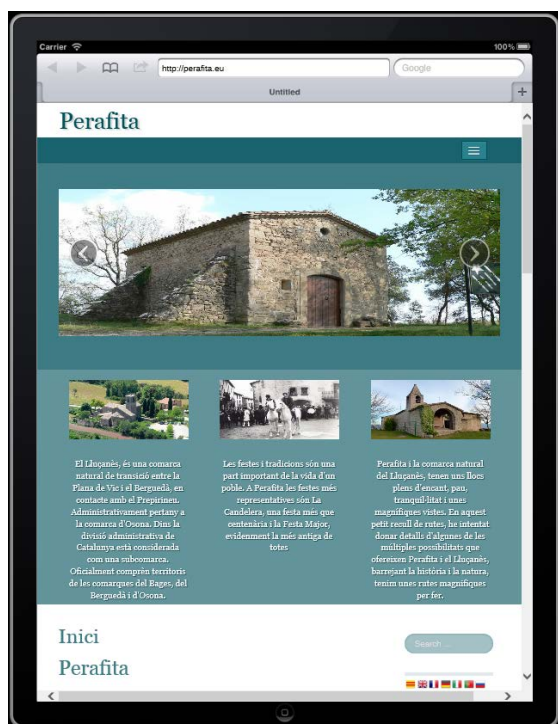 Carrier
100%
http://perafita.eu
Google
Untitled
+
Perafita
El Lluçanès, és una comarca
natural de transició entre la
Plana de Vic i el Berguedà, en
contacte amb el Prepirineu.
Administrativament pertany a
la comarca d'Osona. Dins la
divisió administrativa de
Catalunya està considerada
com una subcomarca.
Oficialment comprèn territoris
de les comarques del Bages, del
Berguedà i d'Osona.
Les festes i tradicions són una
part important de la vida d'un
poble. A Perafita les festes més
representatives són La
Candelera, una festa més que
centenària i la Festa Major,
evidenment la més antiga de
totes
Perafita i la comarca natural
del Lluçanès, tenen uns llocs
plens d'encant, pau,
tranquil·litat i unes
magnífiques vistes. En aquest
petit recull de rutes, he intentat
donar detalls d'algunes de les
múltiples possibilitats que
ofereixen Perafita i el Lluçanès,
barrejant la història i la natura,
tenim unes rutes magnífiques
per fer.
Inici
Perafita
Search ...